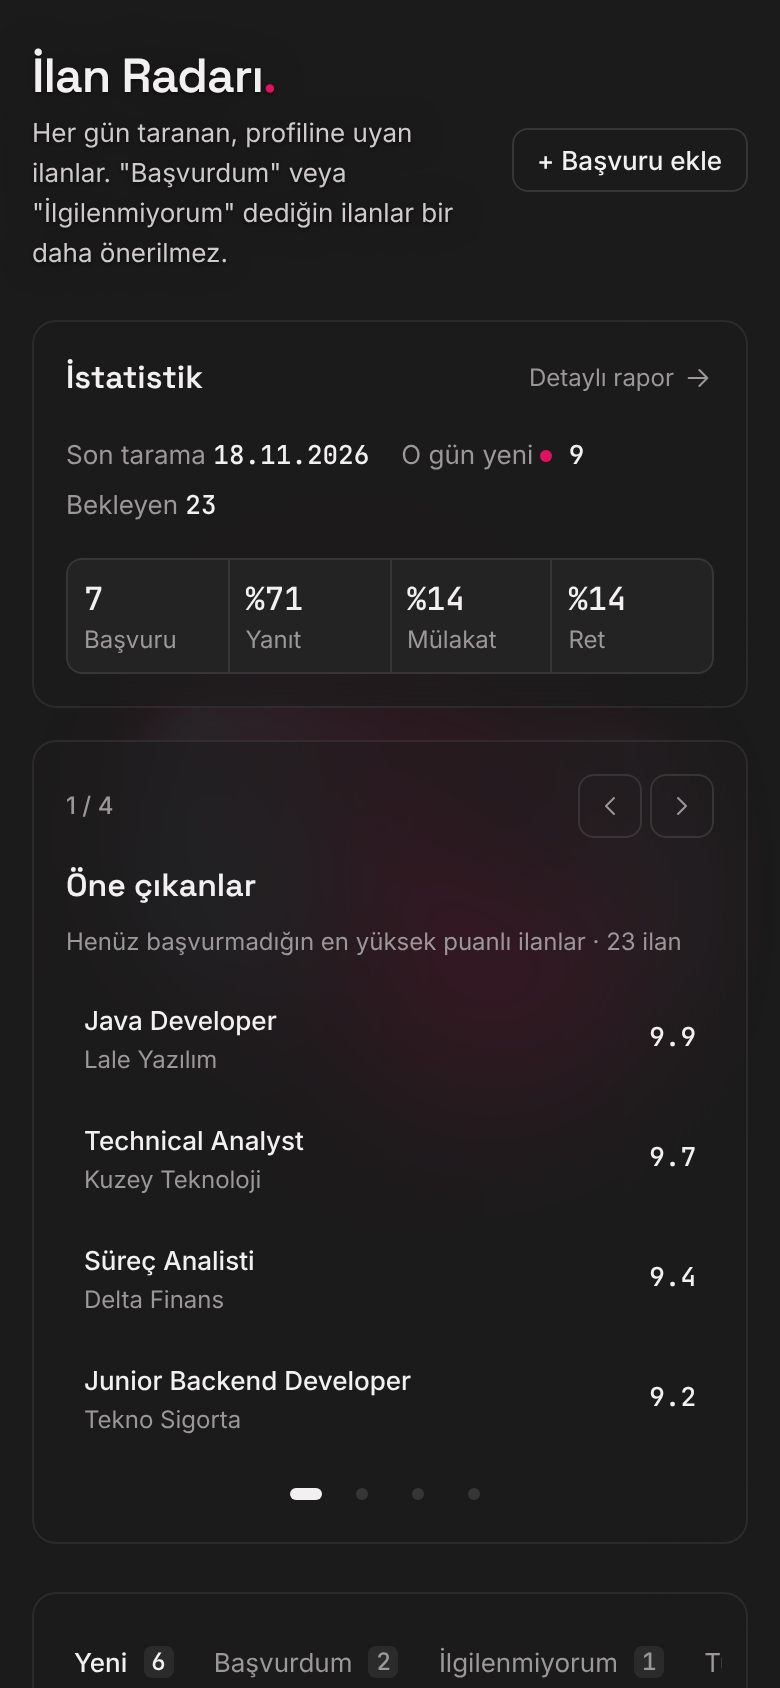 İlan Radarı.
Her gün taranan, profiline uyan
ilanlar. "Başvurdum" veya
"İlgilenmiyorum" dediğin ilanlar bir
daha önerilmez.
+ Başvuru ekle
İstatistik
Detaylı rapor →
Son tarama 18.11.2026 O gün yeni 9
Bekleyen 23
7 %71 %14 %14
Başvuru Yanıt Mülakat Ret
1 / 4
Öne çıkanlar
Henüz başvurmadığın en yüksek puanlı ilanlar · 23 ilan
Java Developer
Lale Yazılım
9.9
Technical Analyst
Kuzey Teknoloji
9.7
Süreç Analisti
Delta Finans
9.4
Junior Backend Developer
Tekno Sigorta
9.2
Yeni 6 Başvurdum 2 İlgilenmiyorum 1